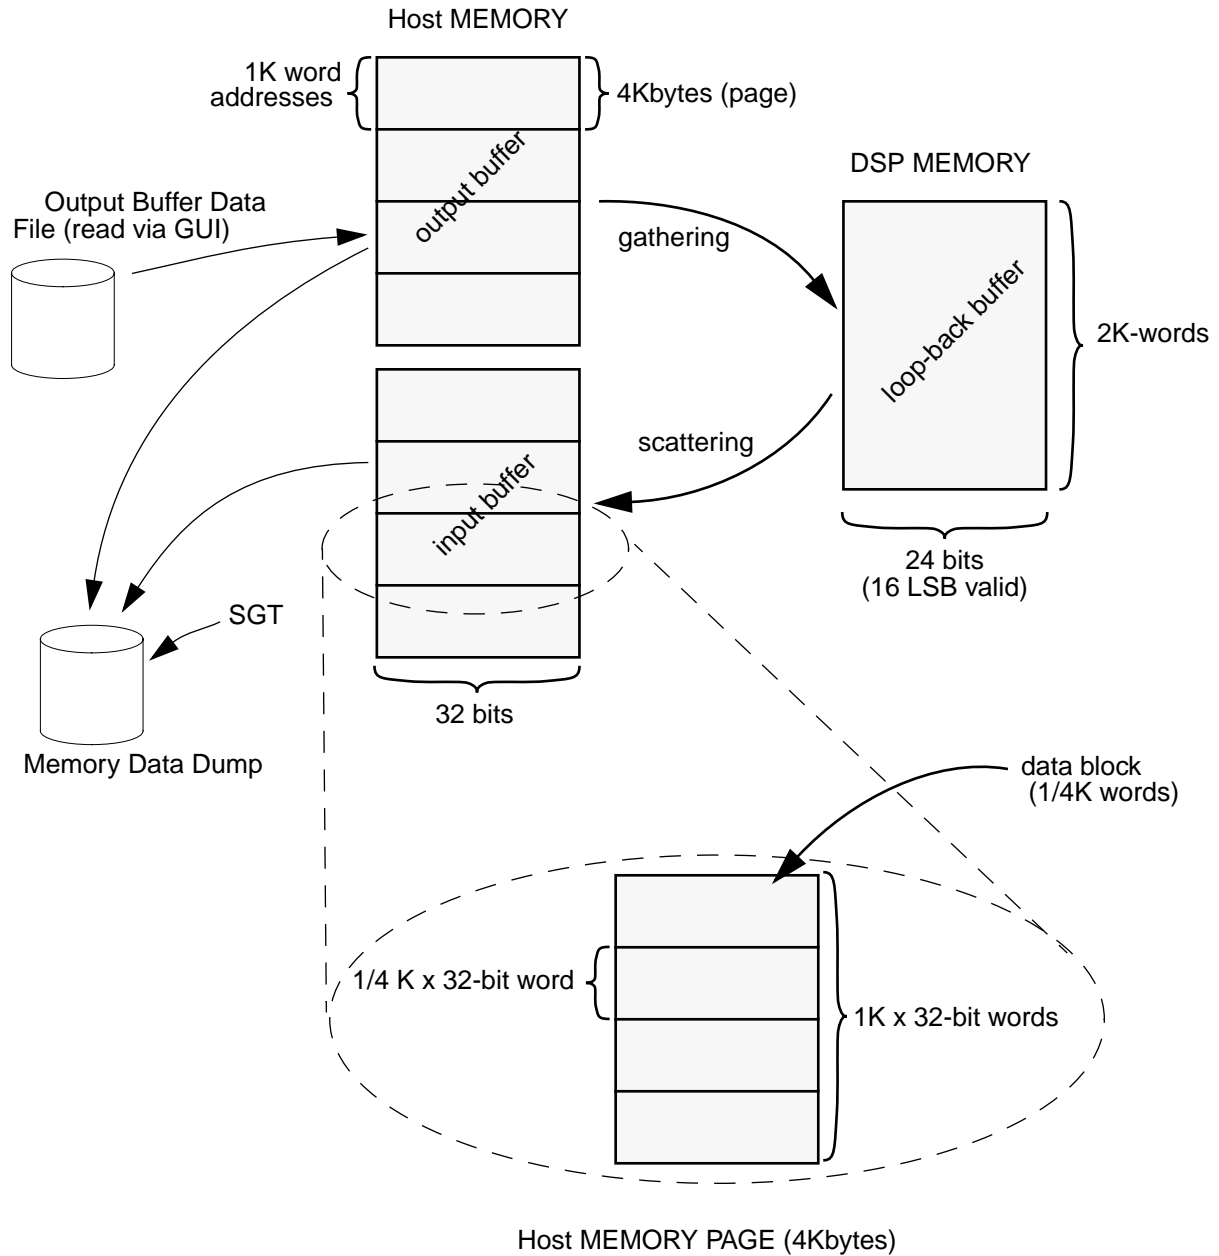 Host MEMORY
1K word
addresses
4Kbytes (page)
output buffer
DSP MEMORY
Output Buffer Data
File (read via GUI)
gathering
loop-back buffer
2K-words
scattering
input buffer
24 bits
(16 LSB valid)
SGT
32 bits
Memory Data Dump
data block
(1/4K words)
1/4 K x 32-bit word
1K x 32-bit words
Host MEMORY PAGE (4Kbytes)